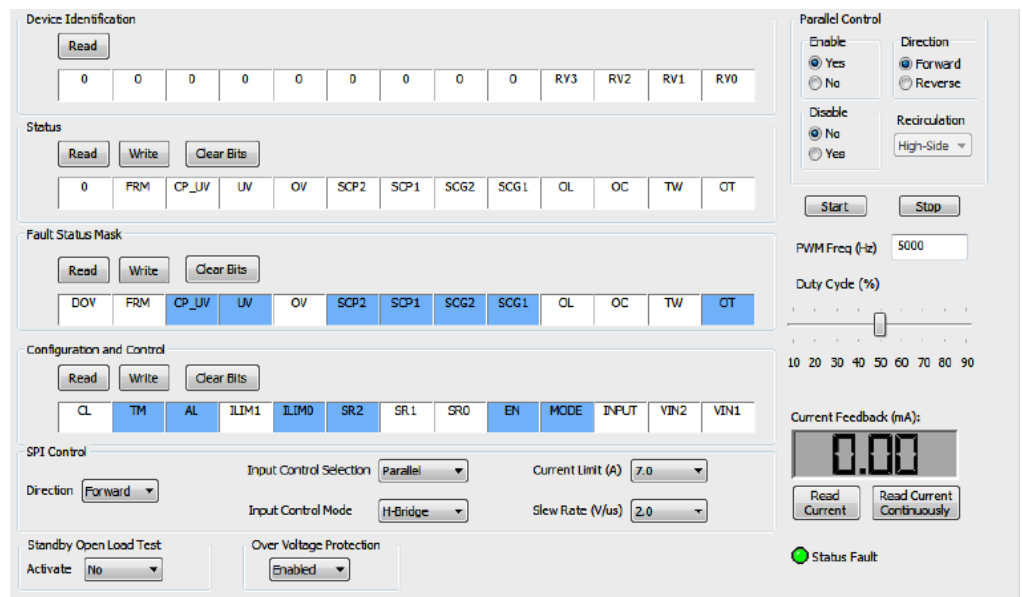 Device Identification
Read
0 0 0 0 0 0 0 0 0 RV3 RV2 RV1 RV0
Status
Read Write Clear Bits
0 FRM CP_UV UV OV SCP2 SCP1 SCG2 SCG1 OL OC TW OT
Fault Status Mask
Read Write Clear Bits
DOV FRM CP_UV UV OV SCP2 SCP1 SCG2 SCG1 OL OC TW OT
Configuration and Control
Read Write Clear Bits
CL TM AL ILIM1 ILIM0 SR2 SR1 SR0 EN MODE INPUT VIN2 VIN1
SPI Control
Direction Forward
Input Control Selection Parallel
Current Limit (A) 7.0
Input Control Mode H-Bridge
Slew Rate (V/us) 2.0
Standby Open Load Test
Activate No
Over Voltage Protection
Enabled
Parallel Control
Enable
Yes
No
Direction
Forward
Reverse
Disable
No
Yes
Recirculation
High-Side
Start Stop
PWM Freq (Hz) 5000
Duty Cycle (%)
10 20 30 40 50 60 70 80 90
Current Feedback (mA):
0.00
Read Current
Read Current Continuously
Status Fault